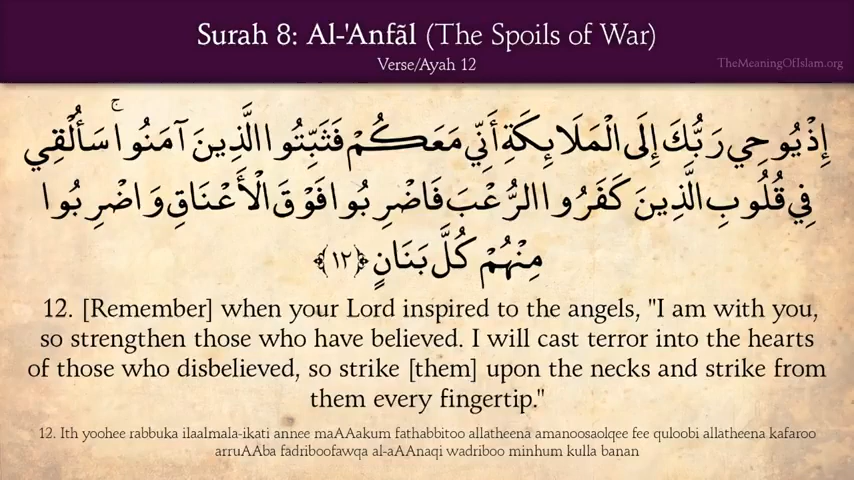 Surah 8: Al-'Anfãl (The Spoils of War)
Verse/Ayah 12
TheMeaningOfIslam.org
إِذْ يُوحِي رَبُّكَ إِلَى الْمَلَائِكَةِ أَنِّي مَعَكُمْ فَثَبِّتُوا الَّذِينَ آمَنُوا ۚ سَأُلْقِي
فِي قُلُوبِ الَّذِينَ كَفَرُوا الرُّعْبَ فَاضْرِبُوا فَوْقَ الْأَعْنَاقِ وَاضْرِبُوا
مِنْهُمْ كُلَّ بَنَانٍ ﴿١٢﴾
12. [Remember] when your Lord inspired to the angels, "I am with you,
so strengthen those who have believed. I will cast terror into the hearts
of those who disbelieved, so strike [them] upon the necks and strike from
them every fingertip."
12. Ith yoohee rabbuka ilaalmala-ikati annee maAAakum fathabbitoo allatheena amanoosaolqee fee quloobi allatheena kafaroo
arruAAba fadriboofawqa al-aAAnaqi wadriboo minhum kulla banan